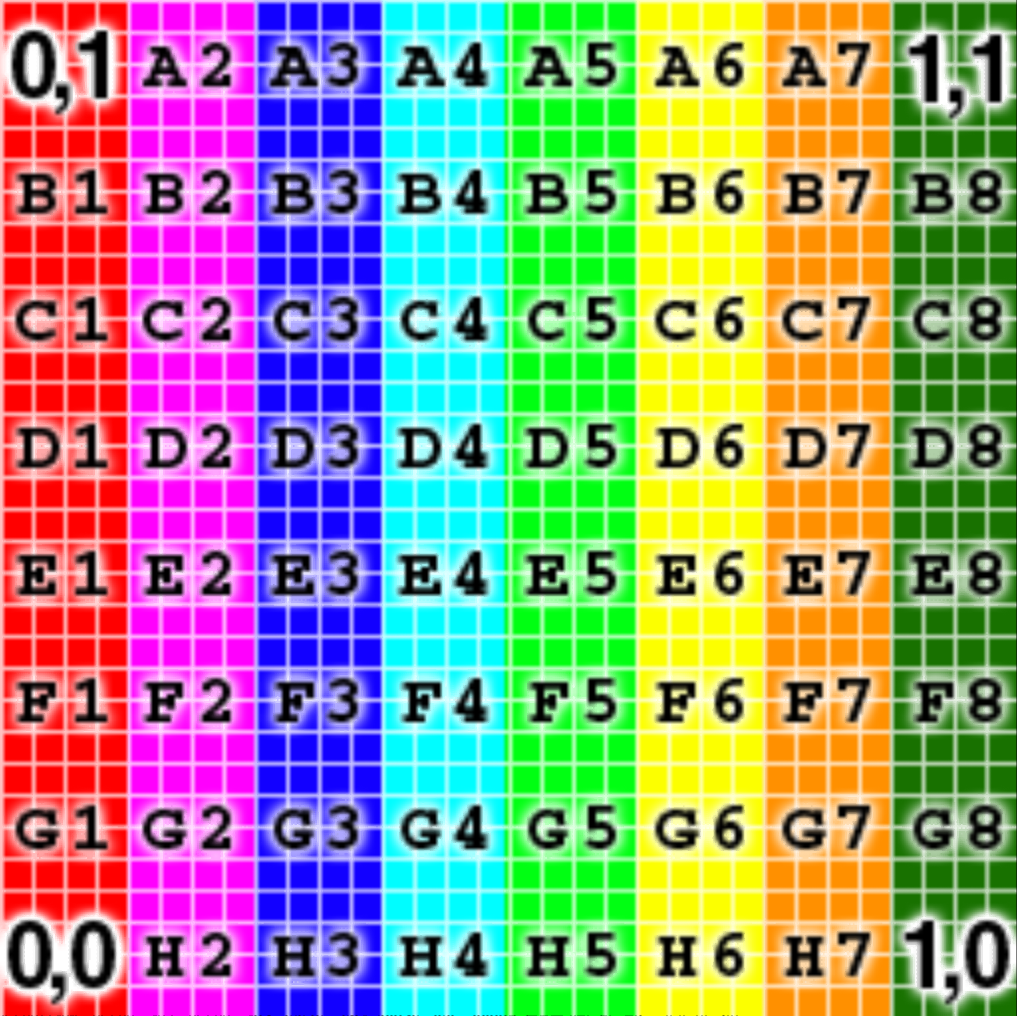 0,1 A2 A3 A4 A5 A6 A7 1,1
B1 B2 B3 B4 B5 B6 B7 B8
C1 C2 C3 C4 C5 C6 C7 C8
D1 D2 D3 D4 D5 D6 D7 D8
E1 E2 E3 E4 E5 E6 E7 E8
F1 F2 F3 F4 F5 F6 F7 F8
G1 G2 G3 G4 G5 G6 G7 G8
0,0 H2 H3 H4 H5 H6 H7 1,0